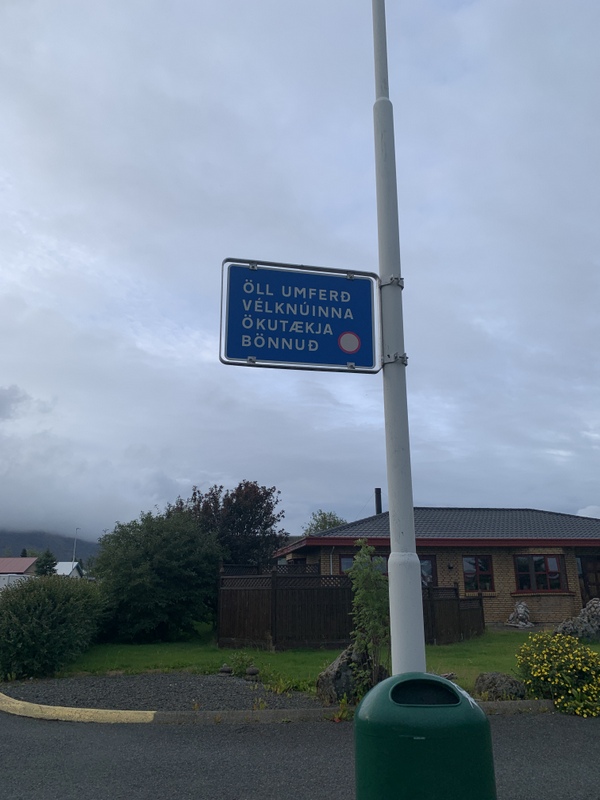 ÖLL UMFERÐ
VÉLKNÚINNA
ÖKUTÆKJA
BÖNNUÐ